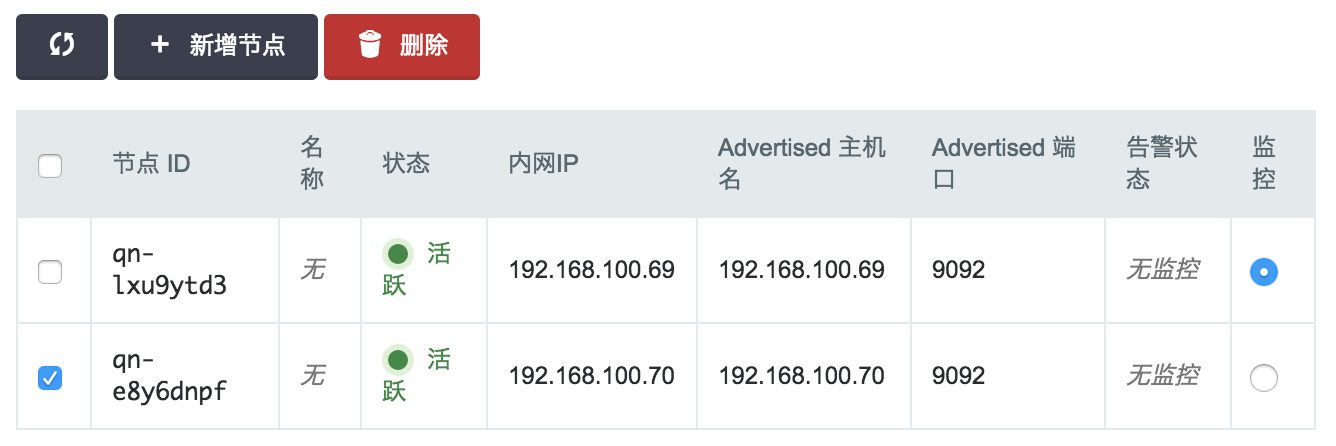 新增节点
删除
节点 ID
名
称
状态
内网IP
Advertised 主机
名
Advertised 端
口
告警状
态
监
控
qn-
lxu9ytd3
无
活
跃
192.168.100.69
192.168.100.69
9092
无监控
qn-
e8y6dnpf
无
活
跃
192.168.100.70
192.168.100.70
9092
无监控